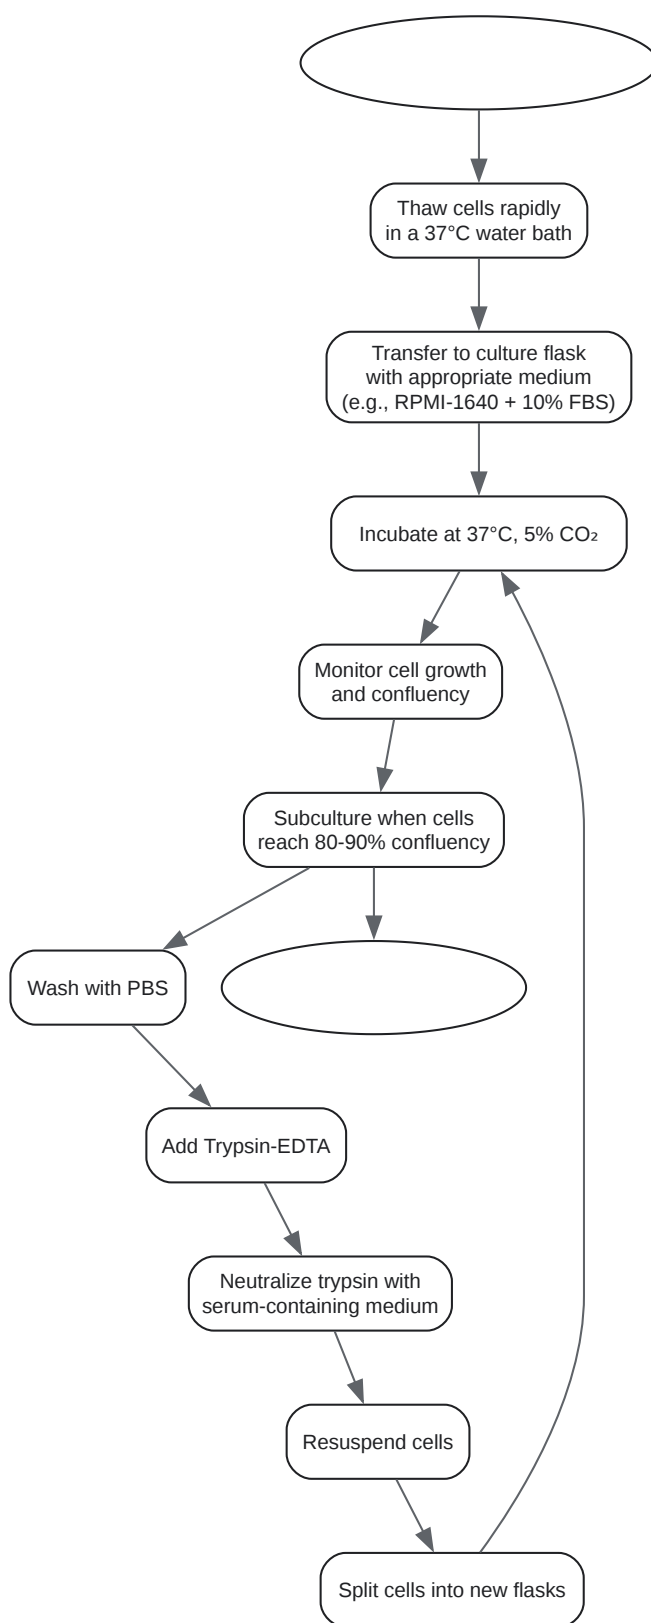 Thaw cells rapidly
in a 37°C water bath
Transfer to culture flask
with appropriate medium
(e.g., RPMI-1640 + 10% FBS)
Incubate at 37°C, 5% CO₂
Monitor cell growth
and confluency
Subculture when cells
reach 80-90% confluency
Wash with PBS
Add Trypsin-EDTA
Neutralize trypsin with
serum-containing medium
Resuspend cells
Split cells into new flasks